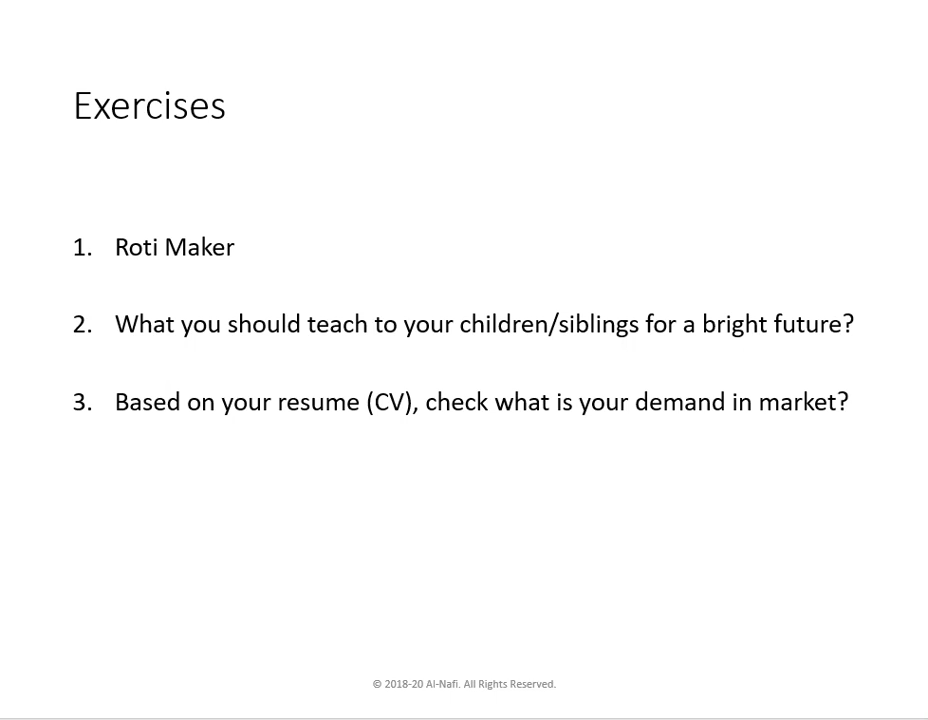 Exercises
1. Roti Maker
2. What you should teach to your children/siblings for a bright future?
3. Based on your resume (CV), check what is your demand in market?
© 2018-20 Al-Nafi. All Rights Reserved.